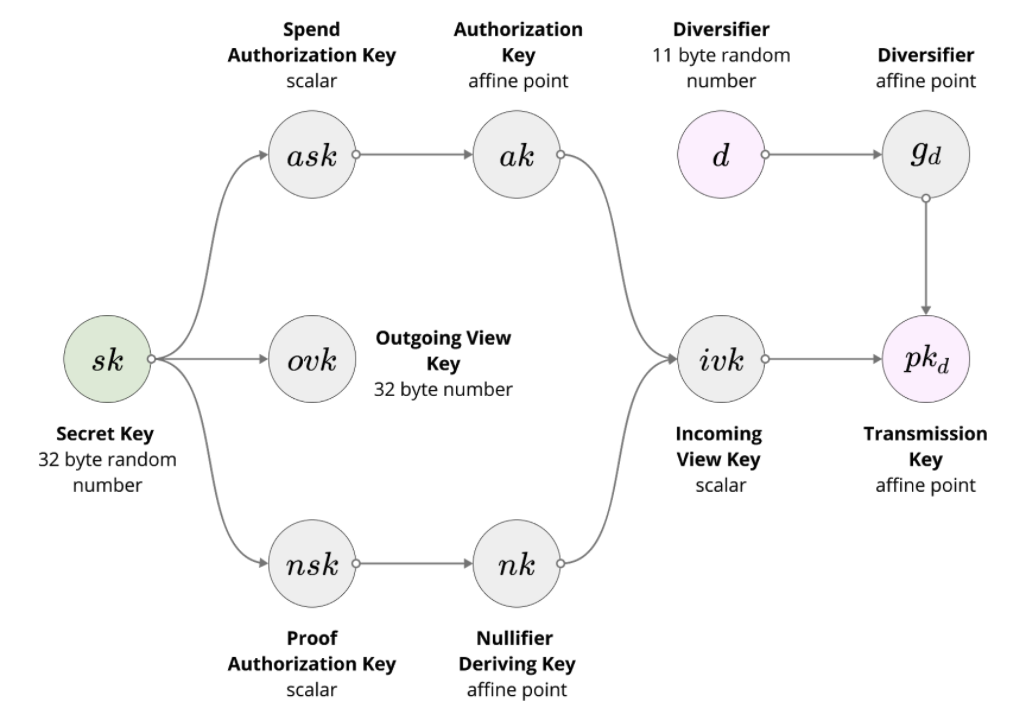 Spend
Authorization Key
scalar
Authorization
Key
affine point
Diversifier
11 byte random
number
Diversifier
affine point
ask
ak
d
g_d
sk
Secret Key
32 byte random
number
ovk
Outgoing View
Key
32 byte number
ivk
Incoming
View Key
scalar
pk_d
Transmission
Key
affine point
nsk
Proof
Authorization Key
scalar
nk
Nullifier
Deriving Key
affine point